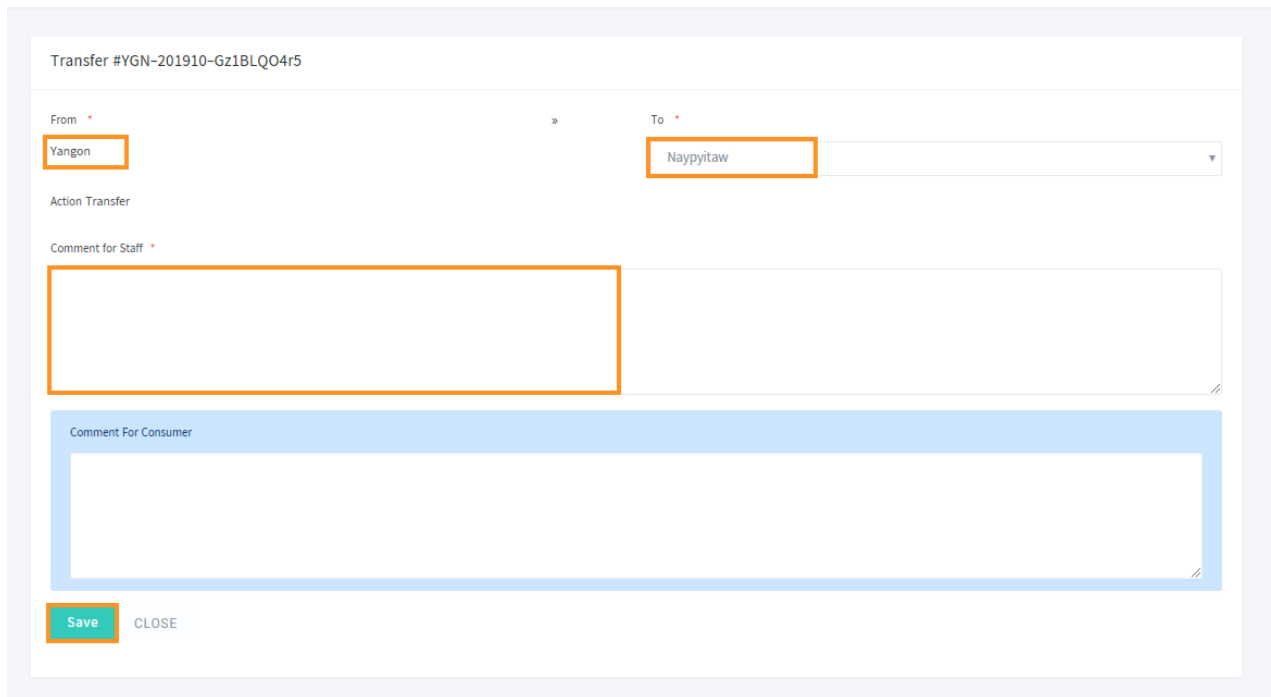 Transfer #YGN-201910-Gz1BLQO4r5
From * » To *
Yangon
Naypyitaw
Action Transfer
Comment for Staff *
Comment For Consumer
Save CLOSE